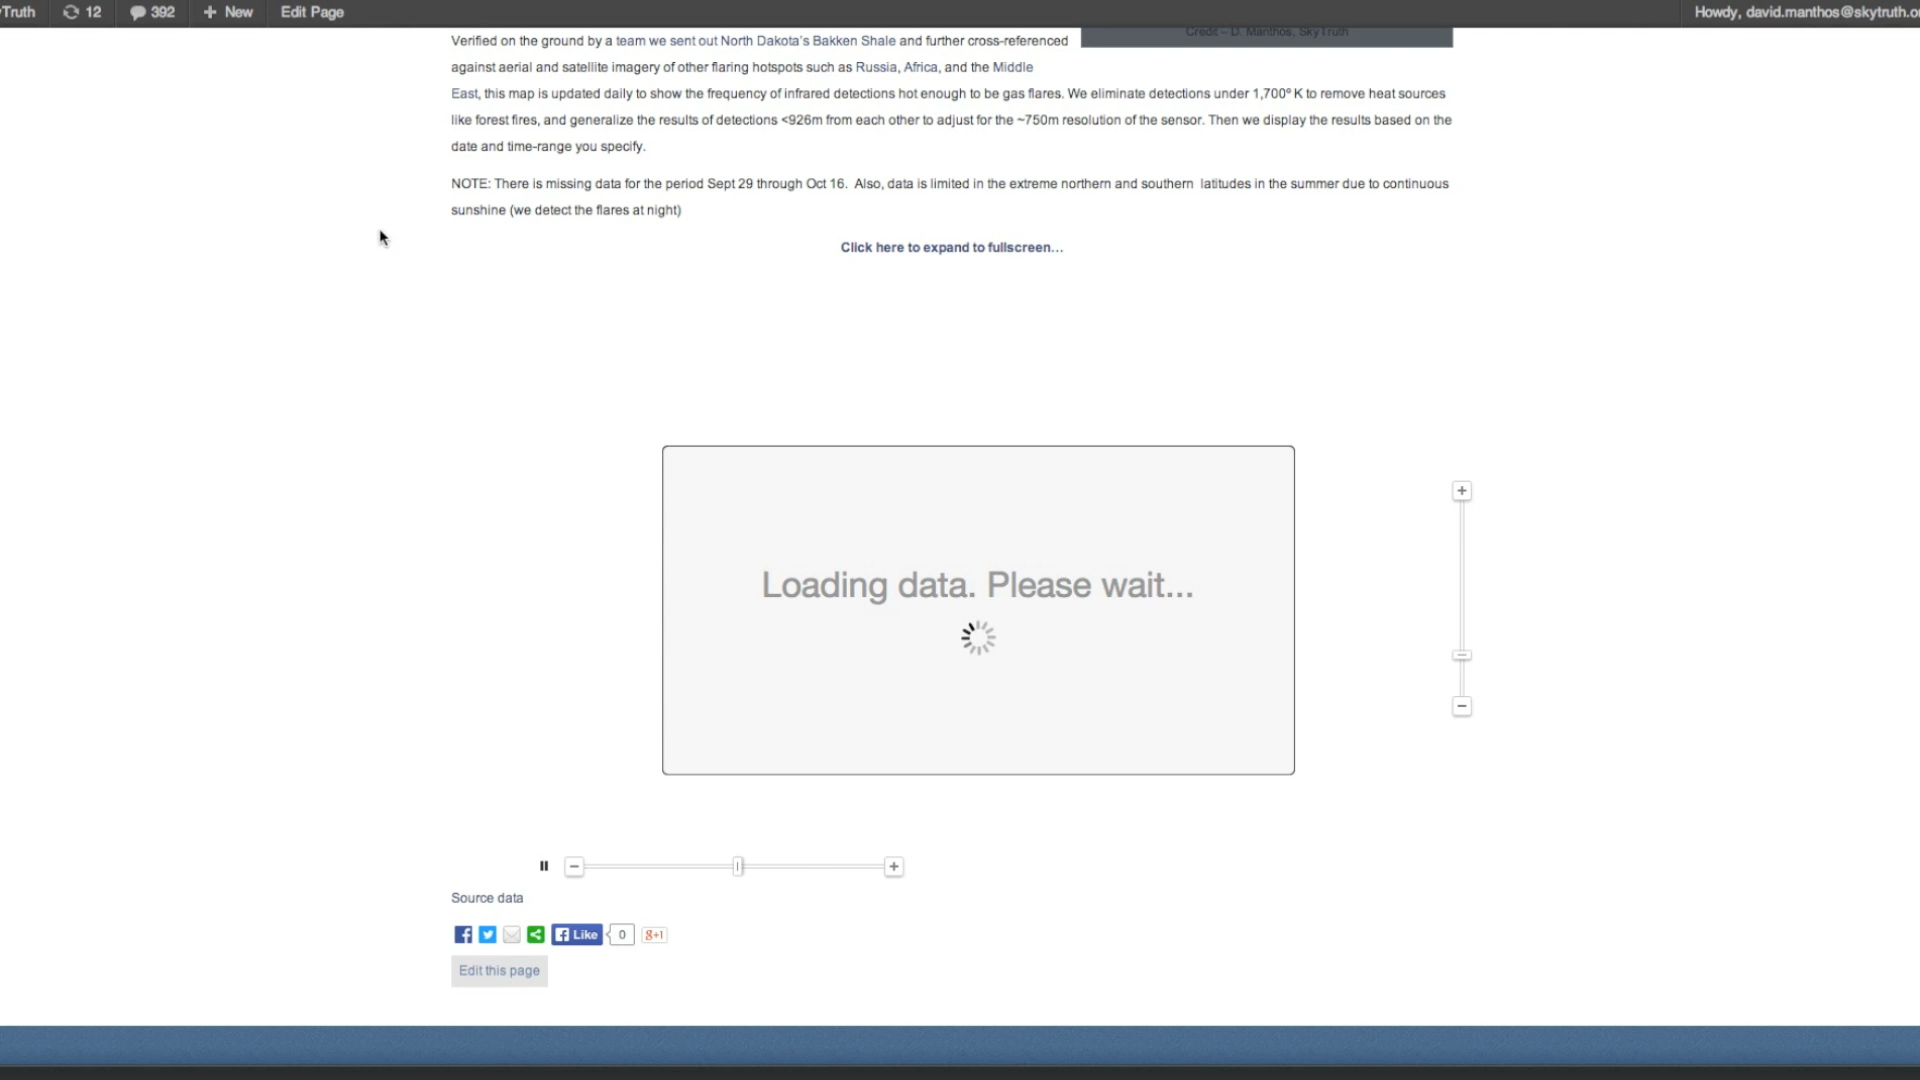 Truth 12 392 New Edit Page Howdy, david.manthos@skytruth.o
Credit – D. Manthos, SkyTruth
Verified on the ground by a team we sent out North Dakota's Bakken Shale and further cross-referenced
against aerial and satellite imagery of other flaring hotspots such as Russia, Africa, and the Middle
East, this map is updated daily to show the frequency of infrared detections hot enough to be gas flares. We eliminate detections under 1,700º K to remove heat sources
like forest fires, and generalize the results of detections <926m from each other to adjust for the ~750m resolution of the sensor. Then we display the results based on the
date and time-range you specify.
NOTE: There is missing data for the period Sept 29 through Oct 16. Also, data is limited in the extreme northern and southern latitudes in the summer due to continuous
sunshine (we detect the flares at night)
Click here to expand to fullscreen...
Loading data. Please wait...
Source data
Like 0 g+1
Edit this page